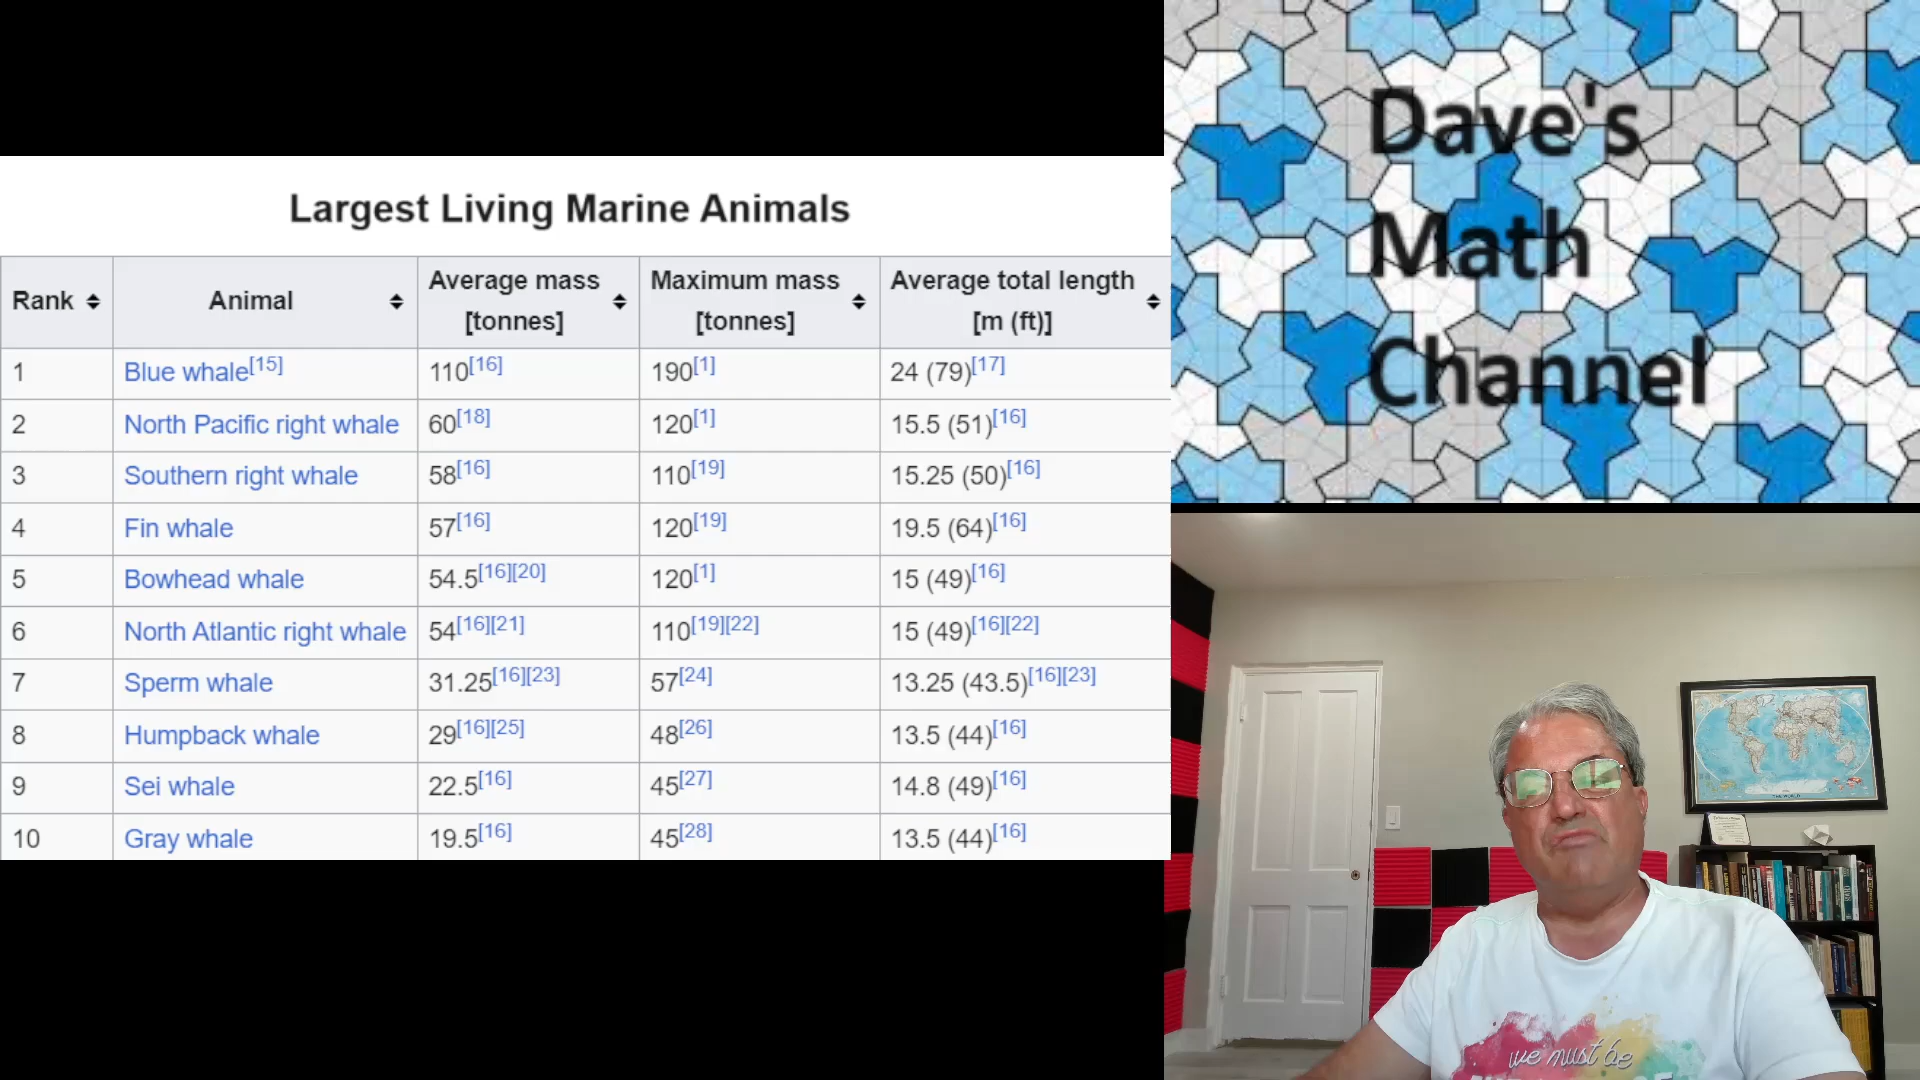 Largest Living Marine Animals
Rank Animal Average mass [tonnes] Maximum mass [tonnes] Average total length [m (ft)]
1 Blue whale[15] 110[16] 190[1] 24 (79)[17]
2 North Pacific right whale 60[18] 120[1] 15.5 (51)[16]
3 Southern right whale 58[16] 110[19] 15.25 (50)[16]
4 Fin whale 57[16] 120[19] 19.5 (64)[16]
5 Bowhead whale 54.5[16][20] 120[1] 15 (49)[16]
6 North Atlantic right whale 54[16][21] 110[19][22] 15 (49)[16][22]
7 Sperm whale 31.25[16][23] 57[24] 13.25 (43.5)[16][23]
8 Humpback whale 29[16][25] 48[26] 13.5 (44)[16]
9 Sei whale 22.5[16] 45[27] 14.8 (49)[16]
10 Gray whale 19.5[16] 45[28] 13.5 (44)[16]
Dave's
Math
Channel
THE WORLD
we must be